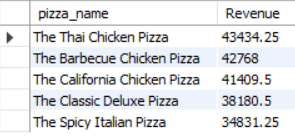 pizza_name Revenue
The Thai Chicken Pizza 43434.25
The Barbecue Chicken Pizza 42768
The California Chicken Pizza 41409.5
The Classic Deluxe Pizza 38180.5
The Spicy Italian Pizza 34831.25